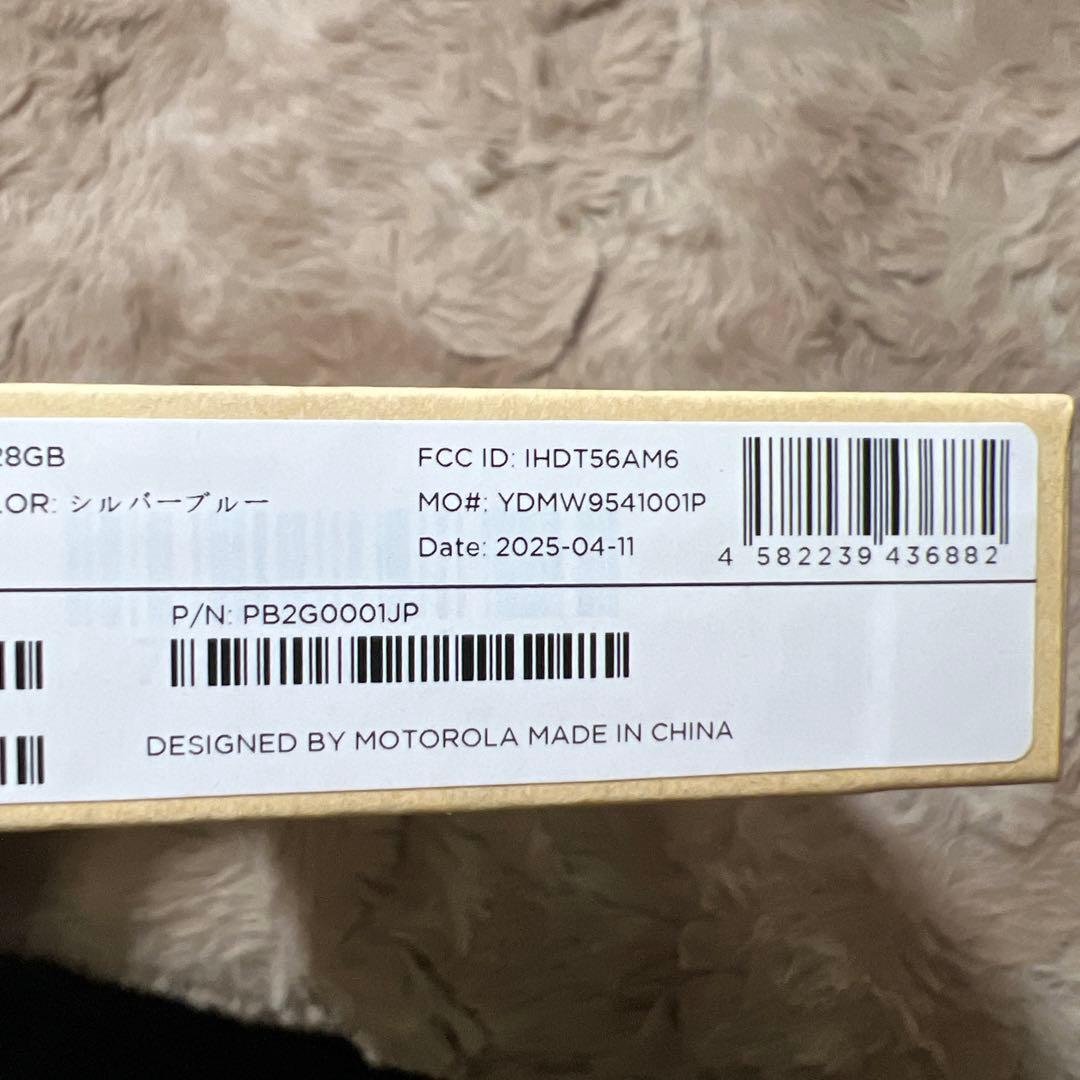 28GB
LOR: シルバーブルー
FCC ID: IHDT56AM6
MO#: YDMW9541001P
Date: 2025-04-11
4 582239 436882
P/N: PB2G0001JP
DESIGNED BY MOTOROLA MADE IN CHINA